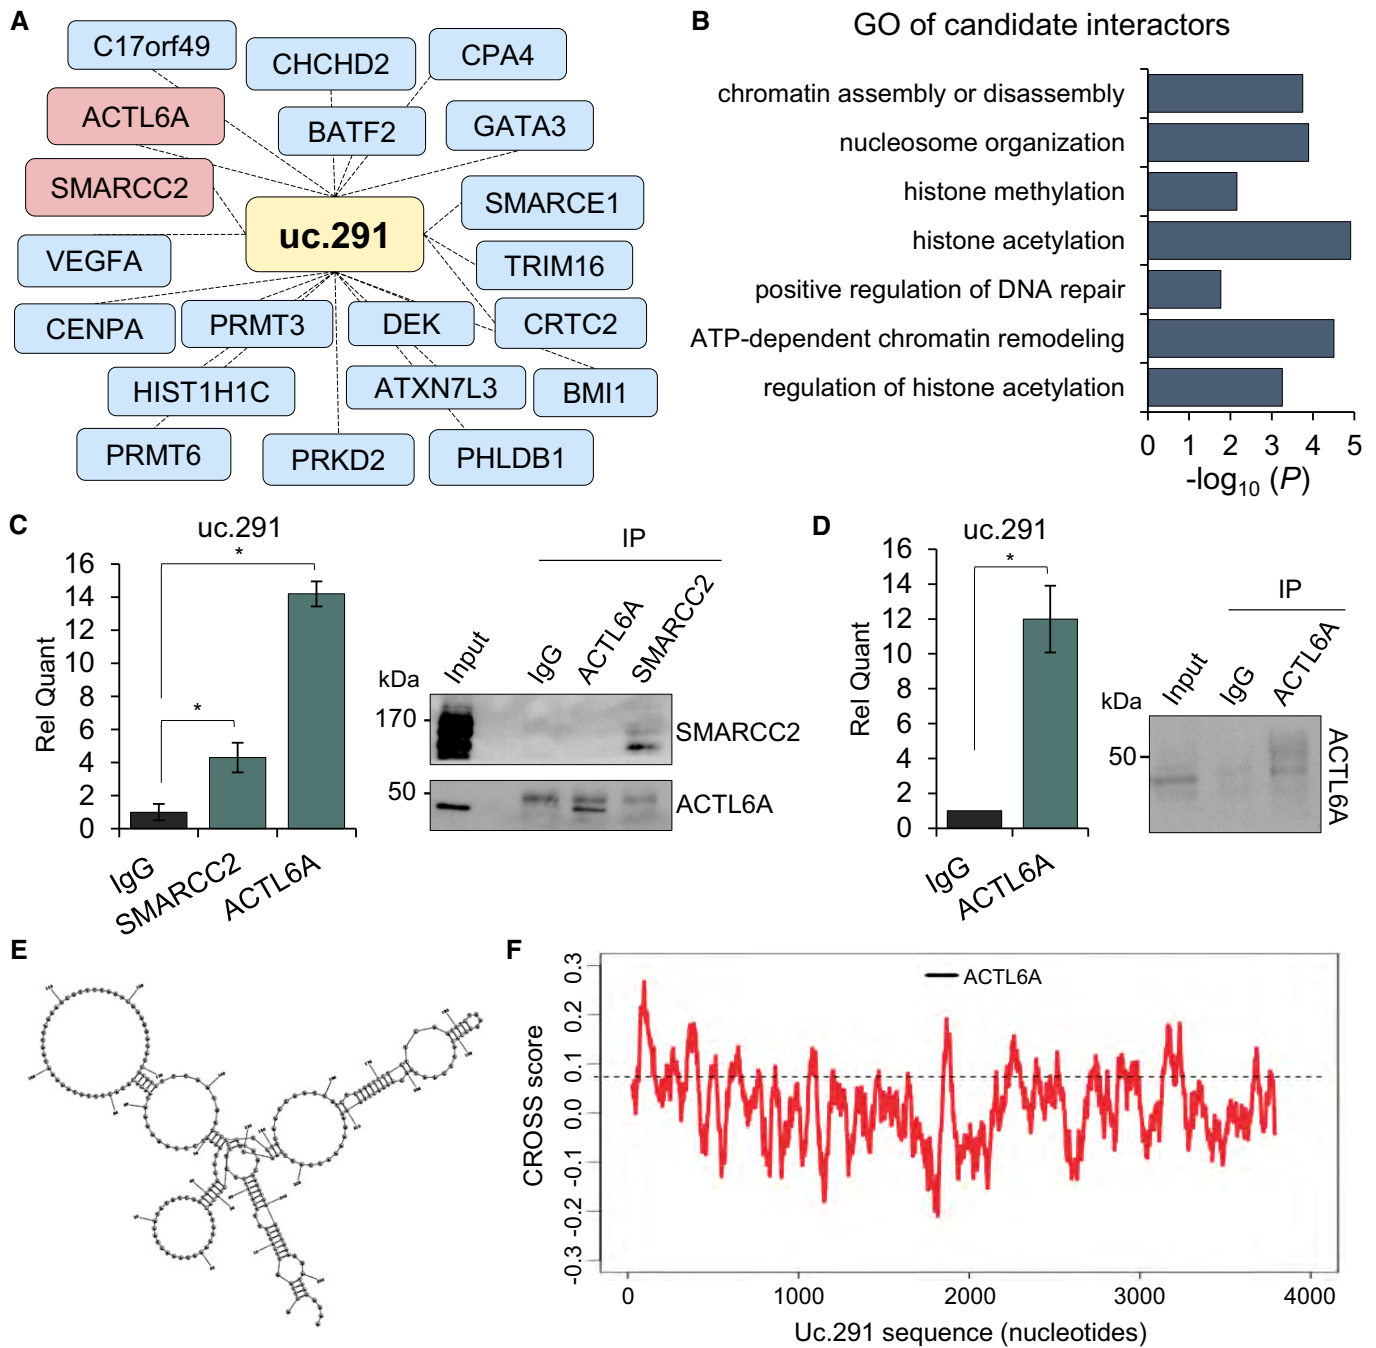 A
C17orf49
CHCHD2
CPA4
ACTL6A
BATF2
GATA3
SMARCC2
SMARCE1
uc.291
VEGFA
TRIM16
CENPA
PRMT3
DEK
CRTC2
HIST1H1C
ATXN7L3
BMI1
PRMT6
PRKD2
PHLDB1
B
GO of candidate interactors
chromatin assembly or disassembly
nucleosome organization
histone methylation
histone acetylation
positive regulation of DNA repair
ATP-dependent chromatin remodeling
regulation of histone acetylation
0 1 2 3 4 5
-log10 (P)
C
uc.291
*
*
16
14
12
10
8
6
4
2
0
Rel Quant
IgG
SMARCC2
ACTL6A
IP
Input
IgG
ACTL6A
SMARCC2
kDa
170
SMARCC2
50
ACTL6A
D
uc.291
*
16
14
12
10
8
6
4
2
0
Rel Quant
IgG
ACTL6A
IP
Input
IgG
ACTL6A
kDa
50
ACTL6A
E
F
ACTL6A
0.3
0.2
0.1
0.0
-0.1
-0.2
-0.3
CROSS score
0 1000 2000 3000 4000
Uc.291 sequence (nucleotides)